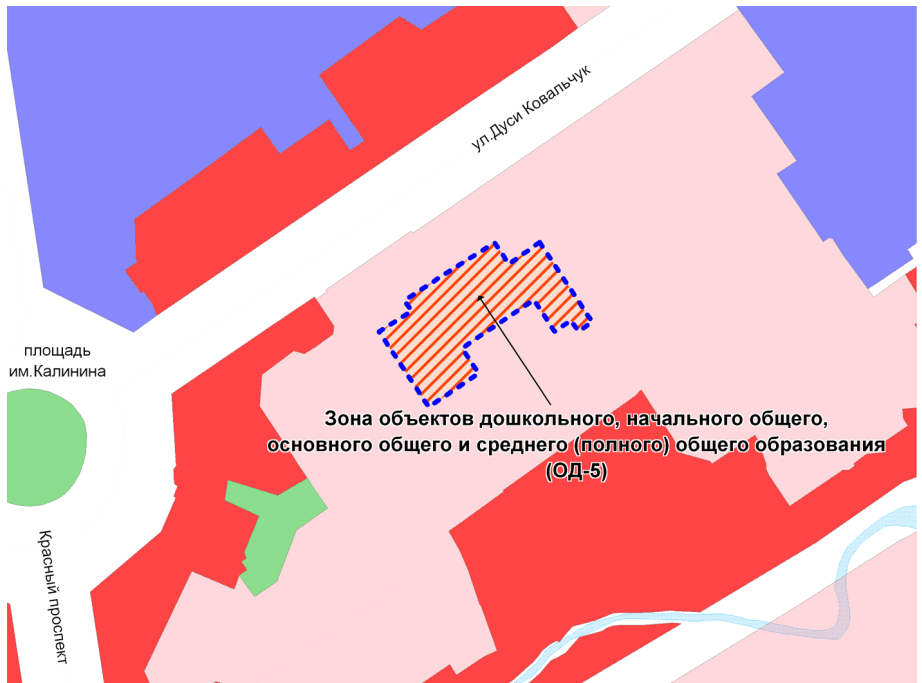 ул.Дуси Ковальчук
площадь
им.Калинина
Зона объектов дошкольного, начального общего,
основного общего и среднего (полного) общего образования
(ОД-5)
Красный проспект